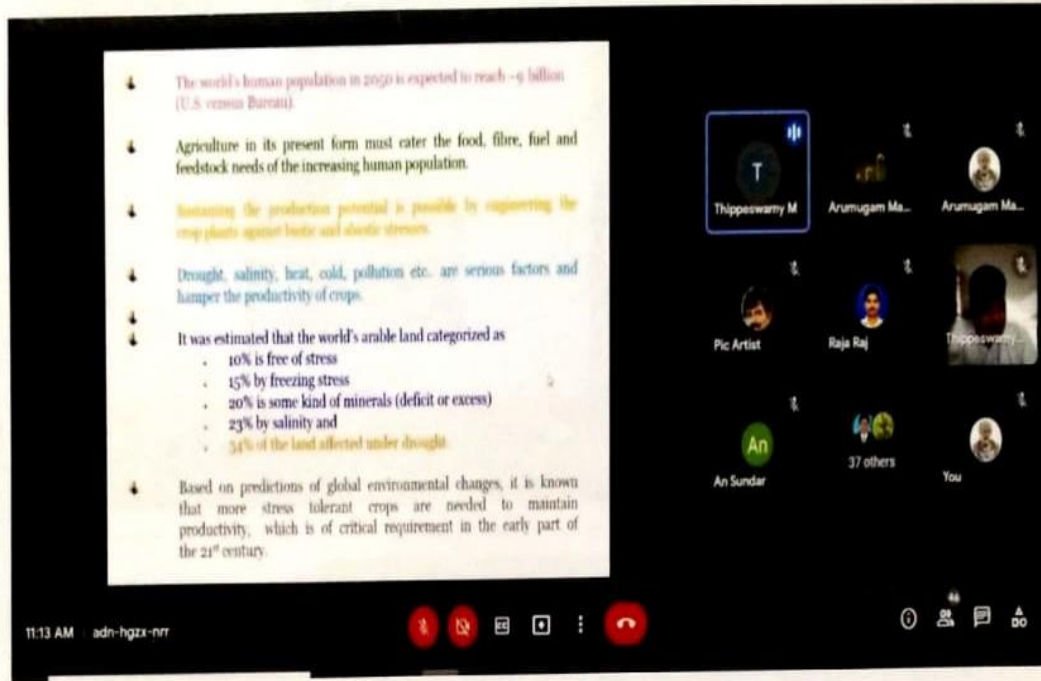 The world's human population in 2050 is expected to reach ~9 billion
(U.S. census Bureau)
Agriculture in its present form must cater the food, fibre, fuel and
feedstock needs of the increasing human population.
Sustaining the production potential is possible by engineering the
crop plants against biotic and abiotic stresses.
Drought, salinity, heat, cold, pollution etc. are serious factors and
hamper the productivity of crops.
It was estimated that the world's arable land categorized as
10% is free of stress
15% by freezing stress
20% is some kind of minerals (deficit or excess)
23% by salinity and
34% of the land affected under drought.
Based on predictions of global environmental changes, it is known
that more stress tolerant crops are needed to maintain
productivity, which is of critical requirement in the early part of
the 21st century.
T
Thippeswamy M
Arumugam Ma...
Arumugam Ma...
Pic Artist
Raja Raj
Thippeswamy...
An
An Sundar
37 others
You
11:13 AM adn-hgzx-nrr
46